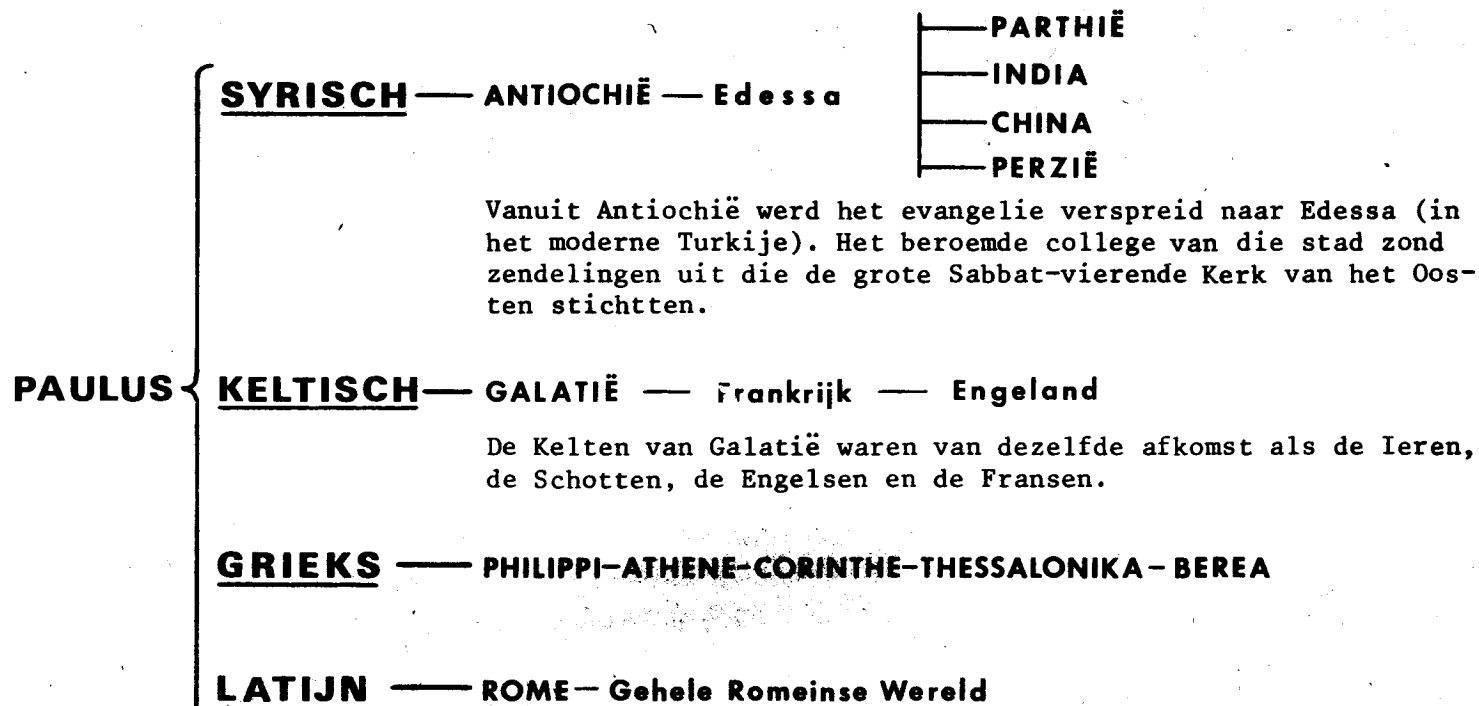 PARTHIË
INDIA
SYRISCH — ANTIOCHIË — Edessa
CHINA
PERZIË
Vanuit Antiochië werd het evangelie verspreid naar Edessa (in
het moderne Turkije). Het beroemde college van die stad zond
zendelingen uit die de grote Sabbat-vierende Kerk van het Oos-
ten stichtten.
PAULUS
KELTISCH — GALATIË — Frankrijk — Engeland
De Kelten van Galatië waren van dezelfde afkomst als de Ieren,
de Schotten, de Engelsen en de Fransen.
GRIEKS — PHILIPPI-ATHENE-CORINTHE-THESSALONIKA-BEREA
LATIJN — ROME — Gehele Romeinse Wereld